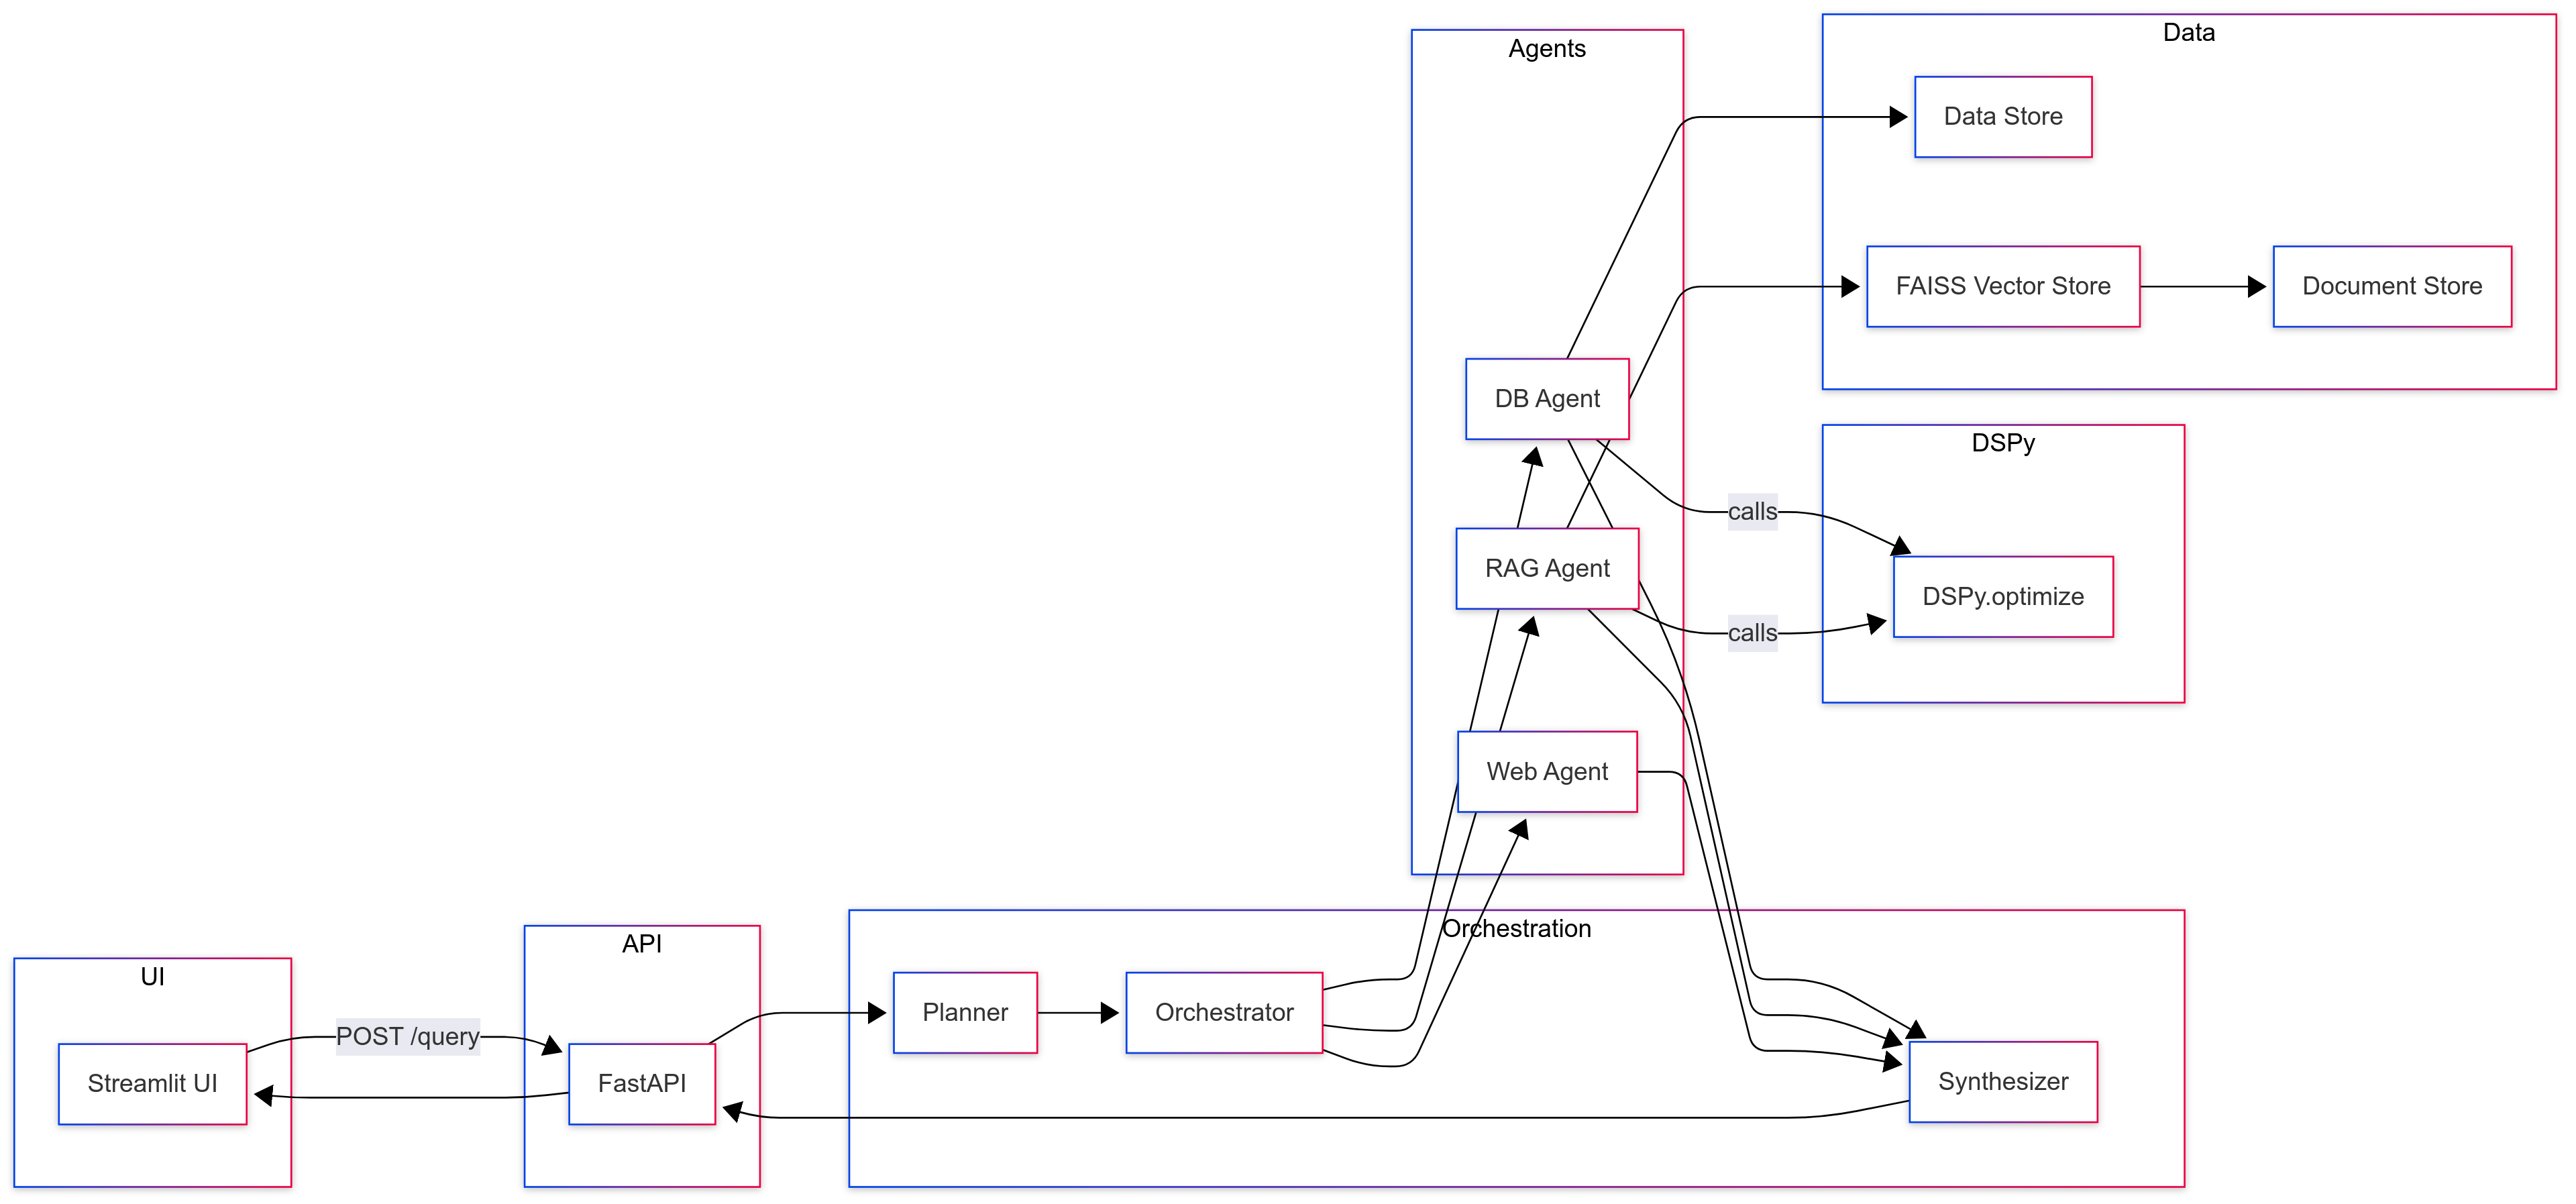 Agents
Data
Data Store
FAISS Vector Store
Document Store
DB Agent
DSPy
calls
RAG Agent
DSPy.optimize
calls
Web Agent
Orchestration
API
UI
Planner
Orchestrator
POST /query
Streamlit UI
FastAPI
Synthesizer